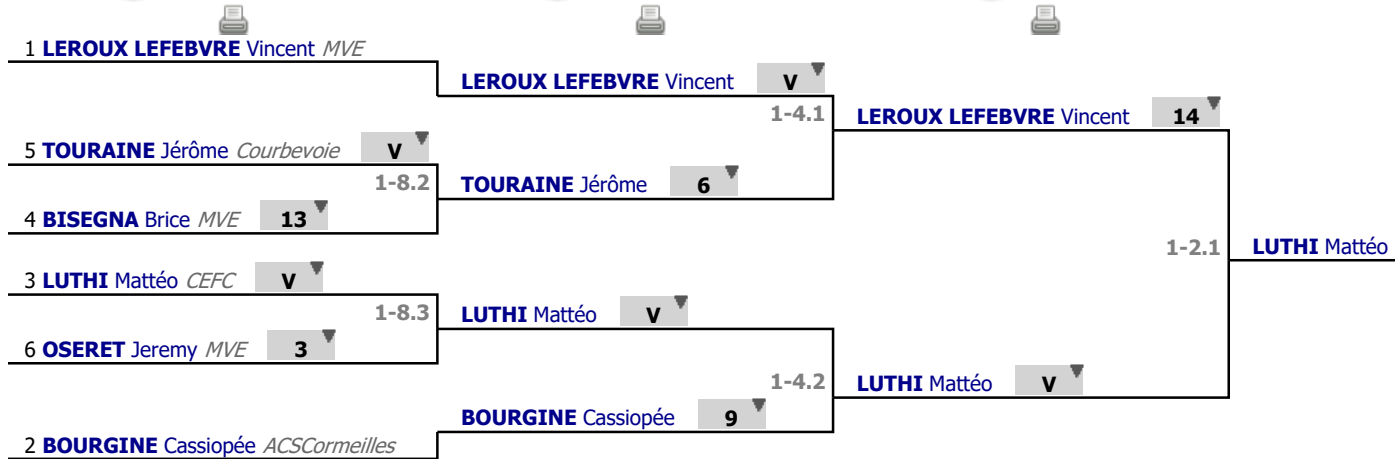 1 LEROUX LEFEBVRE Vincent MVE
LEROUX LEFEBVRE Vincent V
1-4.1
LEROUX LEFEBVRE Vincent 14
5 TOURAINE Jérôme Courbevoie V
1-8.2
TOURAINE Jérôme 6
4 BISEGNA Brice MVE 13
1-2.1
LUTHI Mattéo
3 LUTHI Mattéo CEFC V
1-8.3
LUTHI Mattéo V
6 OSERET Jeremy MVE 3
1-4.2
LUTHI Mattéo V
BOURGINE Cassiopée 9
2 BOURGINE Cassiopée ACSCormeilles